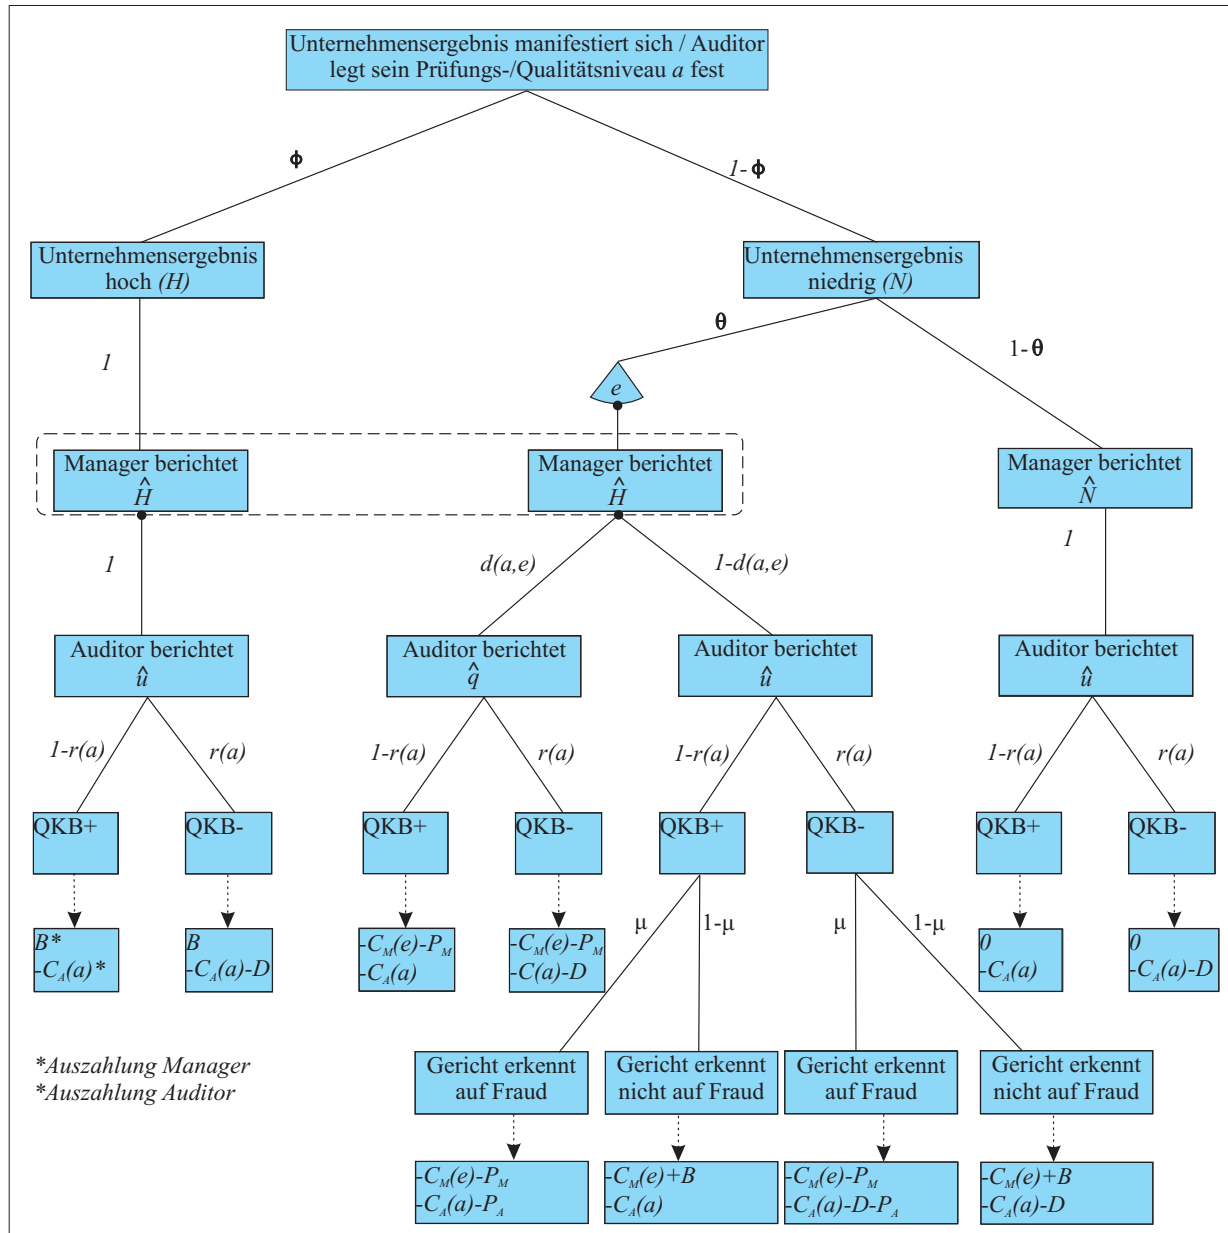 Unternehmensergebnis manifestiert sich / Auditor
legt sein Prüfungs-/Qualitätsniveau a fest
ϕ
1-ϕ
Unternehmensergebnis
hoch (H)
Unternehmensergebnis
niedrig (N)
θ
1-θ
1
e
Manager berichtet
Ĥ
Manager berichtet
Ĥ
Manager berichtet
N̂
1
d(a,e)
1-d(a,e)
1
Auditor berichtet
û
Auditor berichtet
q̂
Auditor berichtet
û
Auditor berichtet
û
1-r(a)
r(a)
1-r(a)
r(a)
1-r(a)
r(a)
1-r(a)
r(a)
QKB+
QKB-
QKB+
QKB-
QKB+
QKB-
QKB+
QKB-
μ
1-μ
μ
1-μ
B*
-C_A(a)*
B
-C_A(a)-D
-C_M(e)-P_M
-C_A(a)
-C_M(e)-P_M
-C(a)-D
0
-C_A(a)
0
-C_A(a)-D
*Auszahlung Manager
*Auszahlung Auditor
Gericht erkennt
auf Fraud
Gericht erkennt
nicht auf Fraud
Gericht erkennt
auf Fraud
Gericht erkennt
nicht auf Fraud
-C_M(e)-P_M
-C_A(a)-P_A
-C_M(e)+B
-C_A(a)
-C_M(e)-P_M
-C_A(a)-D-P_A
-C_M(e)+B
-C_A(a)-D